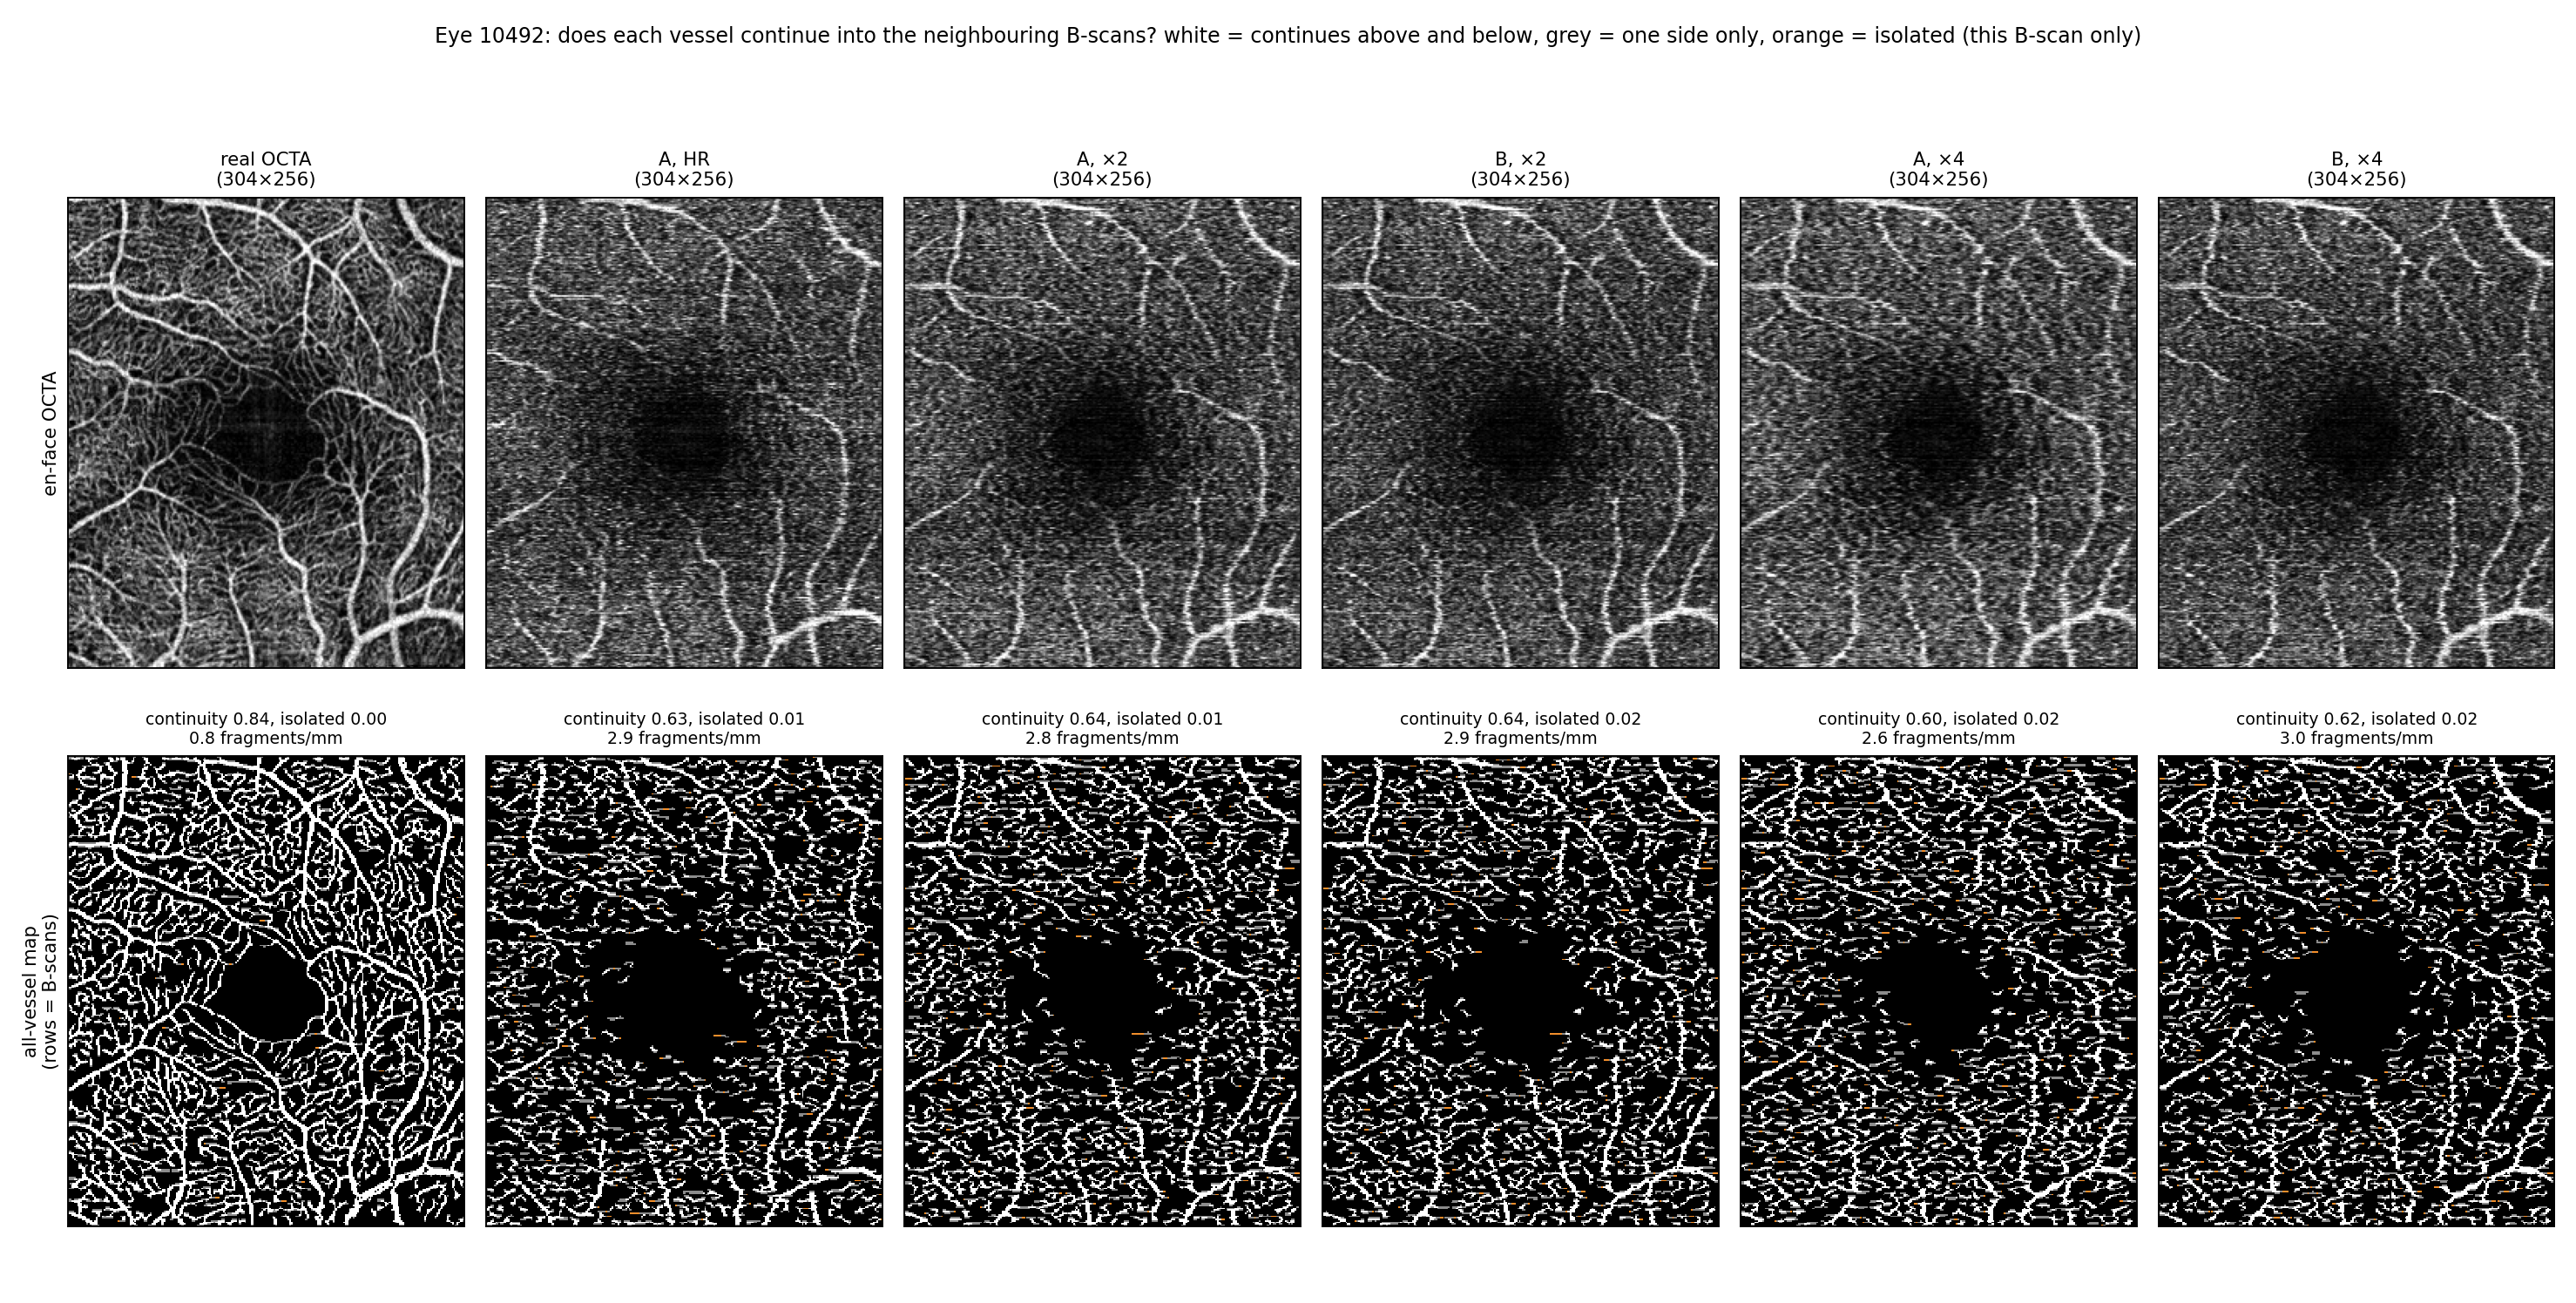 Eye 10492: does each vessel continue into the neighbouring B-scans? white = continues above and below, grey = one side only, orange = isolated (this B-scan only)
real OCTA
(304×256)
A, HR
(304×256)
A, ×2
(304×256)
B, ×2
(304×256)
A, ×4
(304×256)
B, ×4
(304×256)
en-face OCTA
continuity 0.84, isolated 0.00
0.8 fragments/mm
continuity 0.63, isolated 0.01
2.9 fragments/mm
continuity 0.64, isolated 0.01
2.8 fragments/mm
continuity 0.64, isolated 0.02
2.9 fragments/mm
continuity 0.60, isolated 0.02
2.6 fragments/mm
continuity 0.62, isolated 0.02
3.0 fragments/mm
all-vessel map
(rows = B-scans)